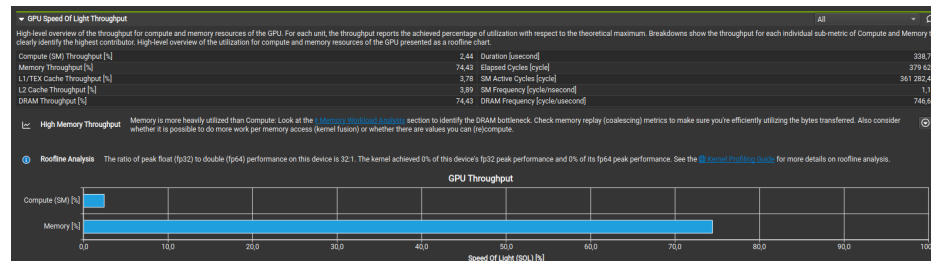 GPU Speed Of Light Throughput
All
High-level overview of the throughput for compute and memory resources of the GPU. For each unit, the throughput reports the achieved percentage of utilization with respect to the theoretical maximum. Breakdowns show the throughput for each individual sub-metric of Compute and Memory t
clearly identify the highest contributor. High-level overview of the utilization for compute and memory resources of the GPU presented as a roofline chart.
Compute (SM) Throughput [%] 2,44 Duration [usecond] 338,7
Memory Throughput [%] 74,43 Elapsed Cycles [cycle] 379 62
L1/TEX Cache Throughput [%] 3,78 SM Active Cycles [cycle] 361 282,4
L2 Cache Throughput [%] 3,89 SM Frequency [cycle/nsecond] 1,1
DRAM Throughput [%] 74,43 DRAM Frequency [cycle/usecond] 746,6
High Memory Throughput
Memory is more heavily utilized than Compute: Look at the Memory Workload Analysis section to identify the DRAM bottleneck. Check memory replay (coalescing) metrics to make sure you're efficiently utilizing the bytes transferred. Also consider
whether it is possible to do more work per memory access (kernel fusion) or whether there are values you can (re)compute.
Roofline Analysis The ratio of peak float (fp32) to double (fp64) performance on this device is 32:1. The kernel achieved 0% of this device's fp32 peak performance and 0% of its fp64 peak performance. See the Kernel Profiling Guide for more details on roofline analysis.
GPU Throughput
Compute (SM) [%]
Memory [%]
0,0 10,0 20,0 30,0 40,0 50,0 60,0 70,0 80,0 90,0 100
Speed Of Light (SOL) [%]